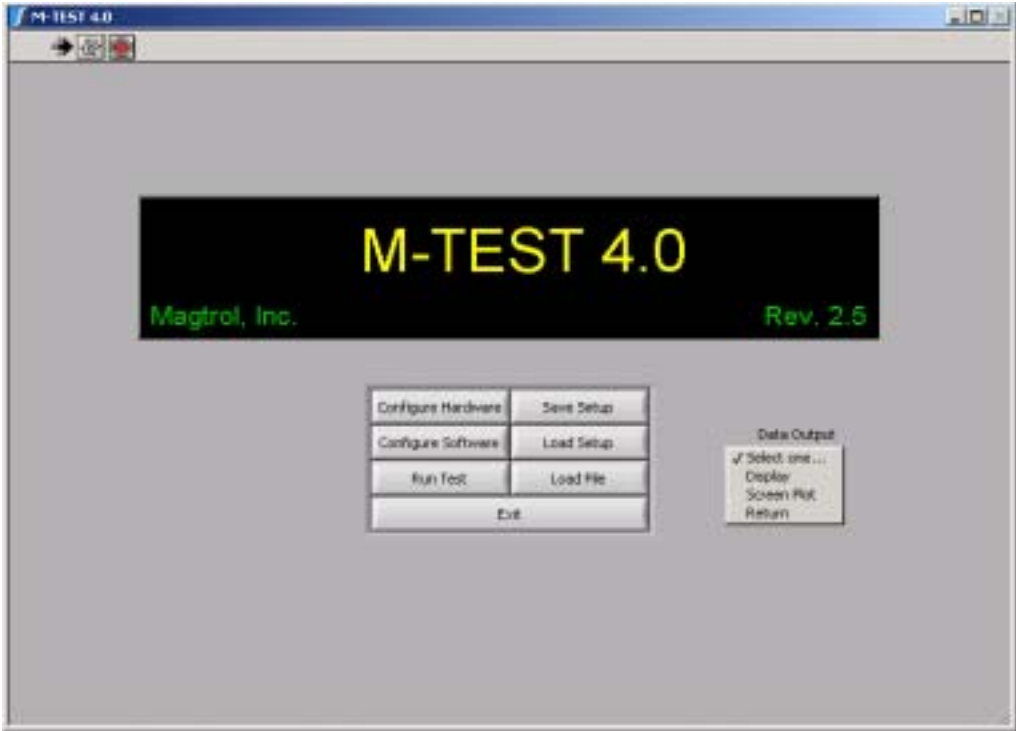 M-TEST 4.0
M-TEST 4.0
Magtrol, Inc.
Rev. 2.5
Configure Hardware
Save Setup
Configure Software
Load Setup
Run Test
Load File
Exit
Data Output
✓ Select one...
Display
Screen Plot
Return